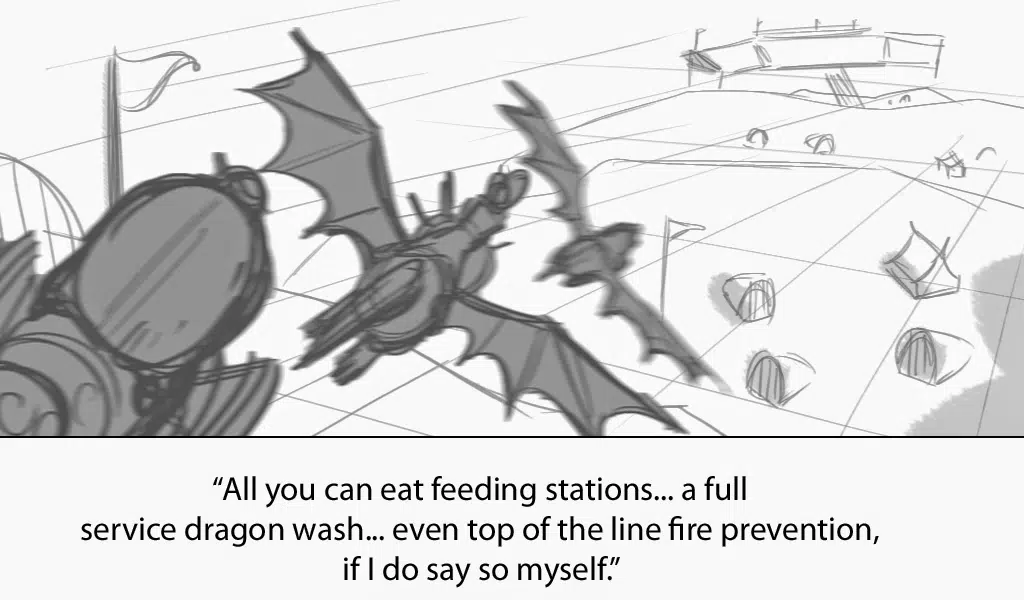 “All you can eat feeding stations... a full
service dragon wash... even top of the line fire prevention,
if I do say so myself.”